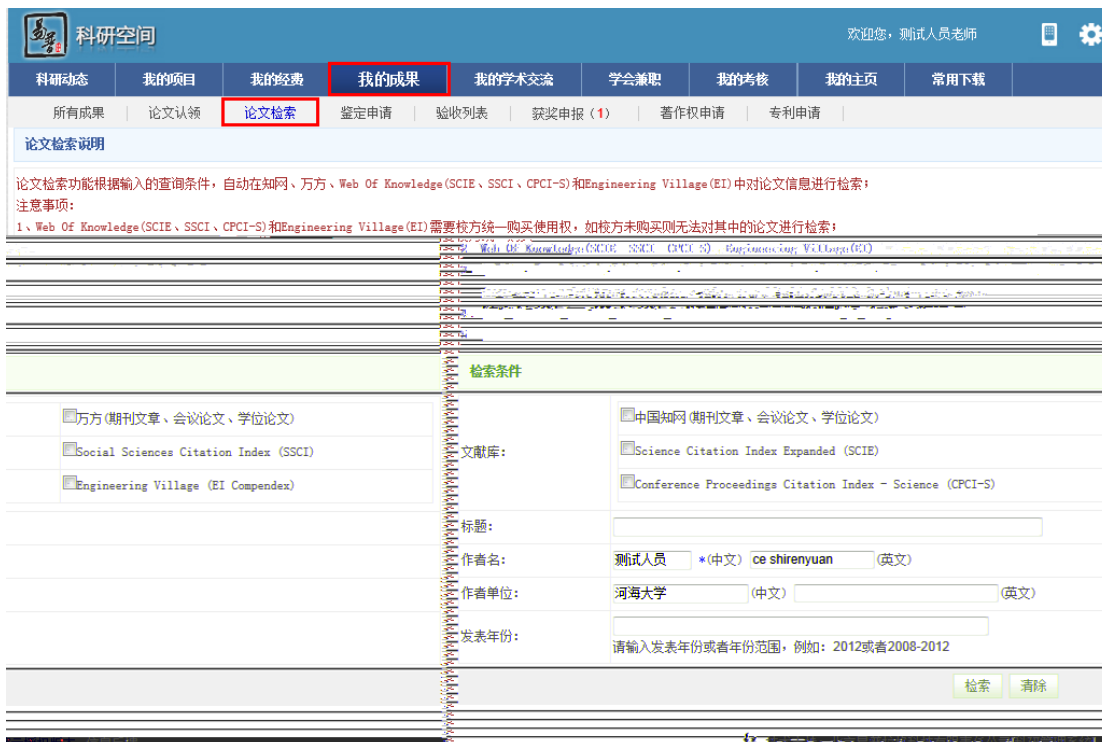 易普 科研空间
欢迎您，测试人员老师
科研动态 我的项目 我的经费 我的成果 我的学术交流 学会兼职 我的考核 我的主页 常用下载
所有成果 论文认领 论文检索 鉴定申请 验收列表 获奖申报（1） 著作权申请 专利申请
论文检索说明
论文检索功能根据输入的查询条件，自动在知网、万方、Web Of Knowledge(SCIE、SSCI、CPCI-S)和Engineering Village(EI)中对论文信息进行检索；
注意事项：
1、Web Of Knowledge(SCIE、SSCI、CPCI-S)和Engineering Village(EI)需要校方统一购买使用权，如校方未购买则无法对其中的论文进行检索；
Web Of Knowledge(SCIE SSCI CPCI S) Engineering Village(EI)
检索条件
万方(期刊文章、会议论文、学位论文) 中国知网(期刊文章、会议论文、学位论文)
文献库：
Social Sciences Citation Index (SSCI) Science Citation Index Expanded (SCIE)
Engineering Village (EI Compendex) Conference Proceedings Citation Index - Science (CPCI-S)
标题：
作者名： 测试人员 *(中文) ce shirenyuan (英文)
作者单位： 河海大学 (中文) (英文)
发表年份：
请输入发表年份或者年份范围，例如：2012或者2008-2012
检索 清除